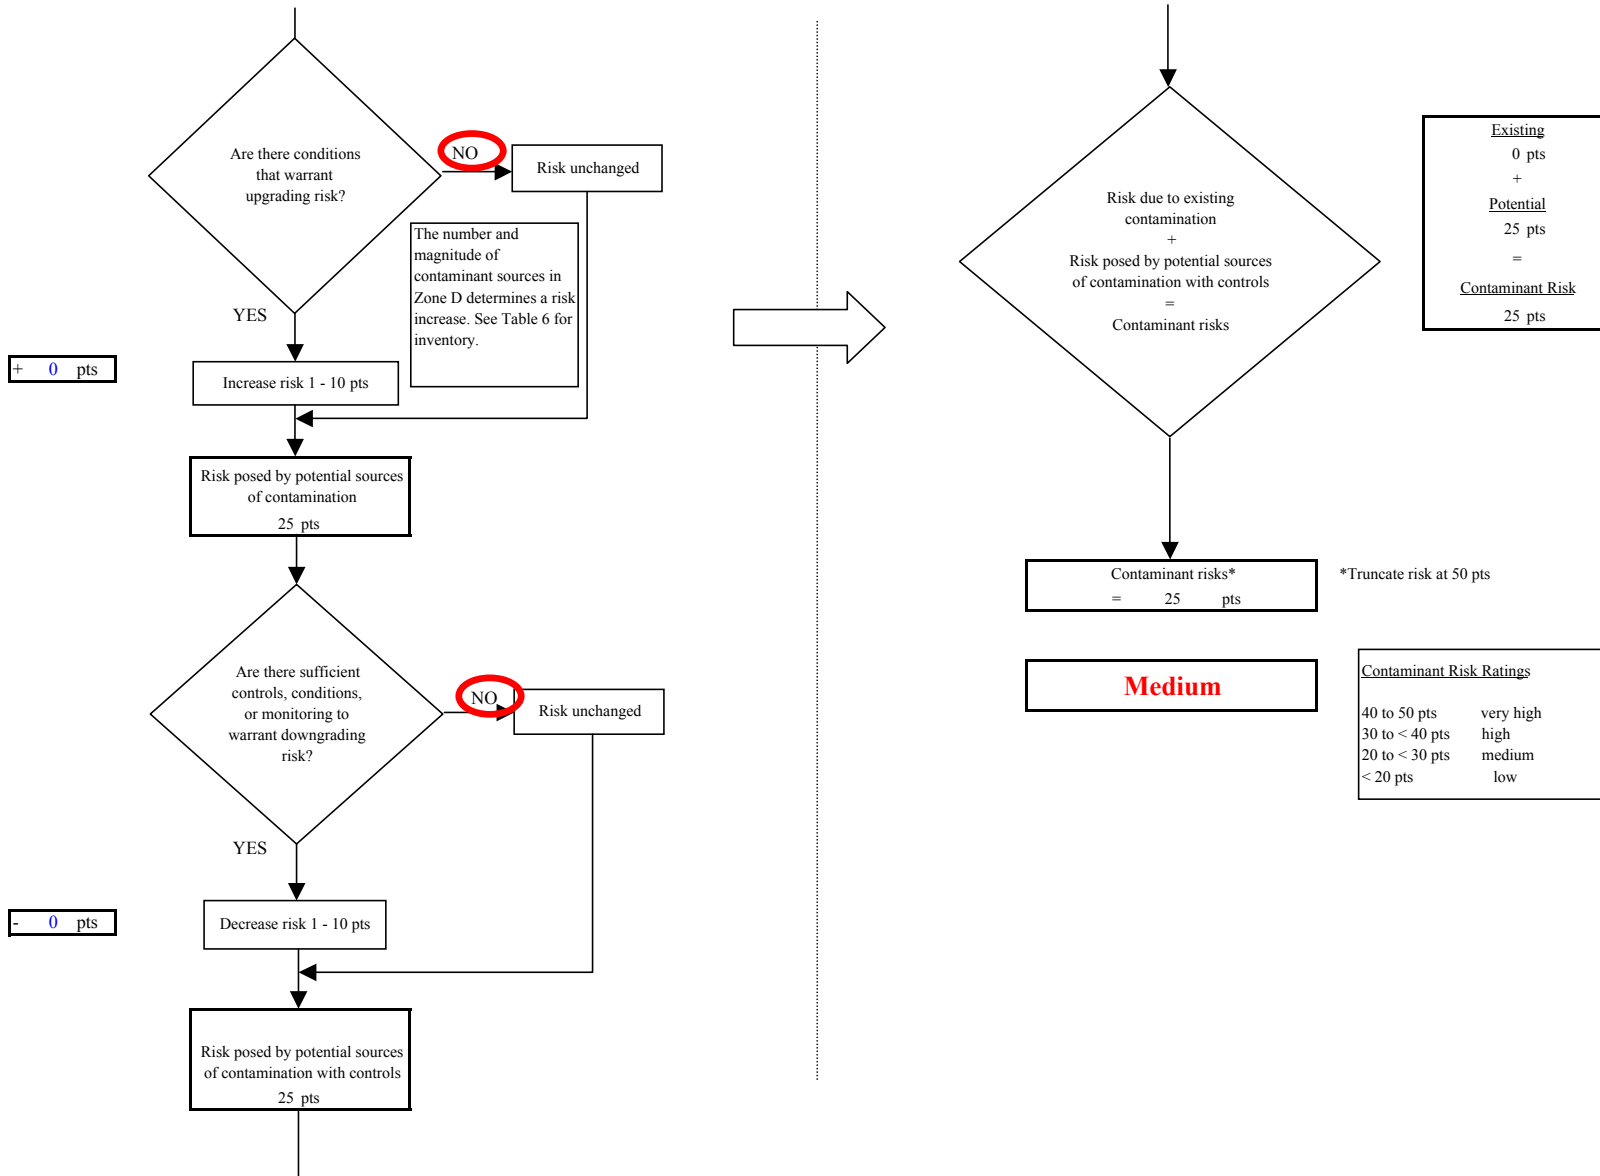 Are there conditions
that warrant
upgrading risk?
NO
Risk unchanged
The number and
magnitude of
contaminant sources in
Zone D determines a risk
increase. See Table 6 for
inventory.
YES
+ 0 pts
Increase risk 1 - 10 pts
Risk posed by potential sources
of contamination
25 pts
Are there sufficient
controls, conditions,
or monitoring to
warrant downgrading
risk?
NO
Risk unchanged
YES
- 0 pts
Decrease risk 1 - 10 pts
Risk posed by potential sources
of contamination with controls
25 pts
Risk due to existing
contamination
+
Risk posed by potential sources
of contamination with controls
=
Contaminant risks
Existing
0 pts
+
Potential
25 pts
=
Contaminant Risk
25 pts
Contaminant risks*
= 25 pts
*Truncate risk at 50 pts
Medium
Contaminant Risk Ratings
40 to 50 pts very high
30 to < 40 pts high
20 to < 30 pts medium
< 20 pts low